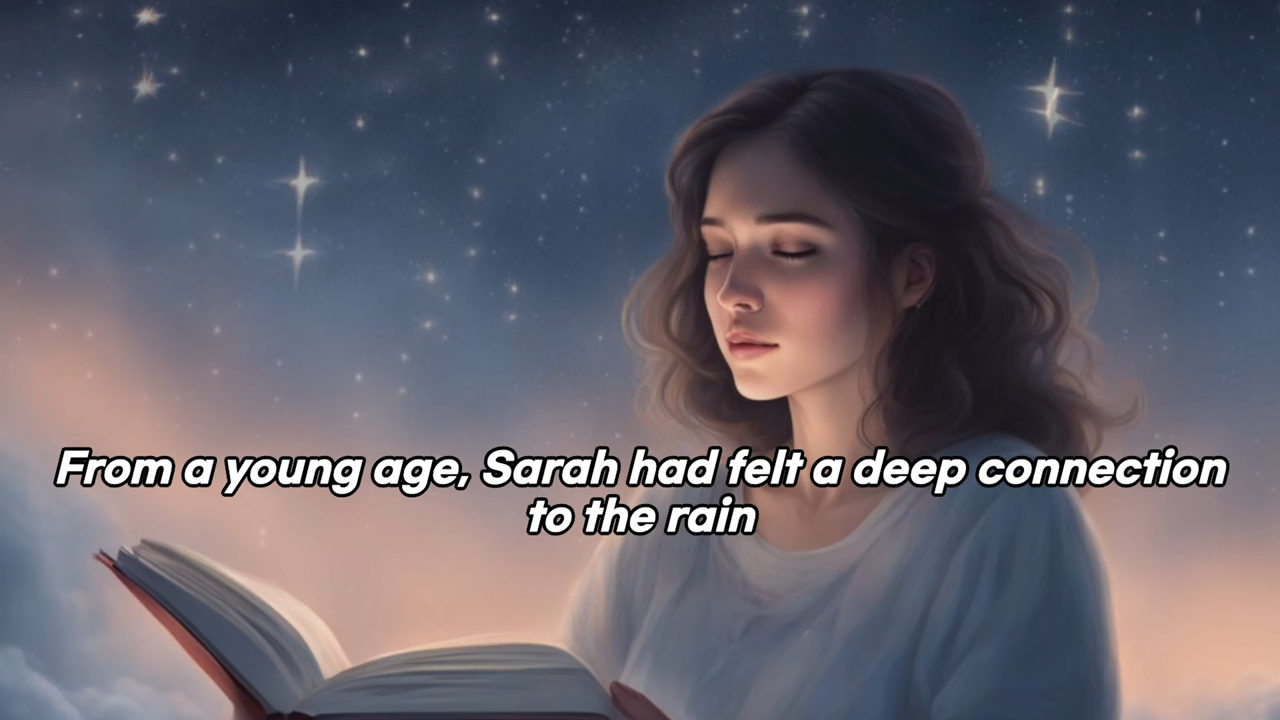 From a young age, Sarah had felt a deep connection
to the rain